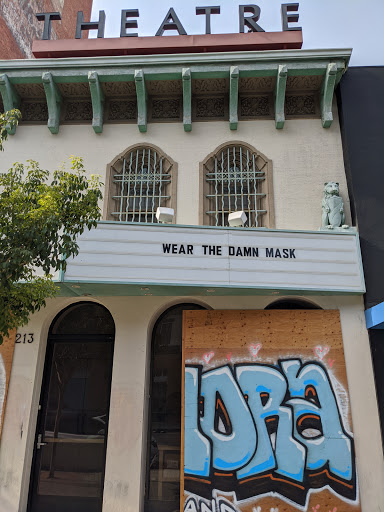 THEATRE
WEAR THE DAMN MASK
213